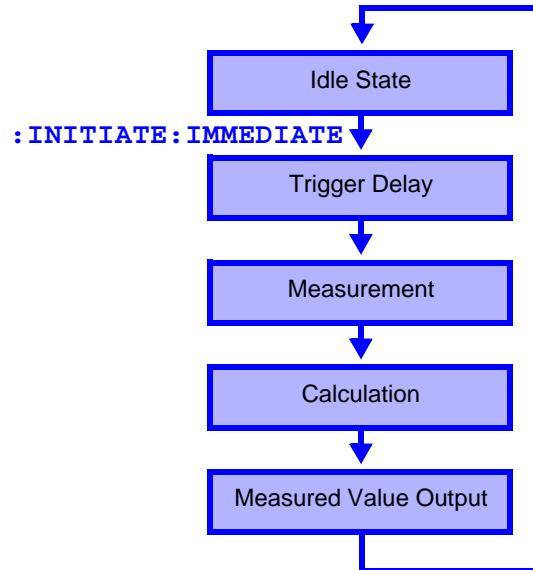 Idle State
:INITIATE:IMMEDIATE
Trigger Delay
Measurement
Calculation
Measured Value Output